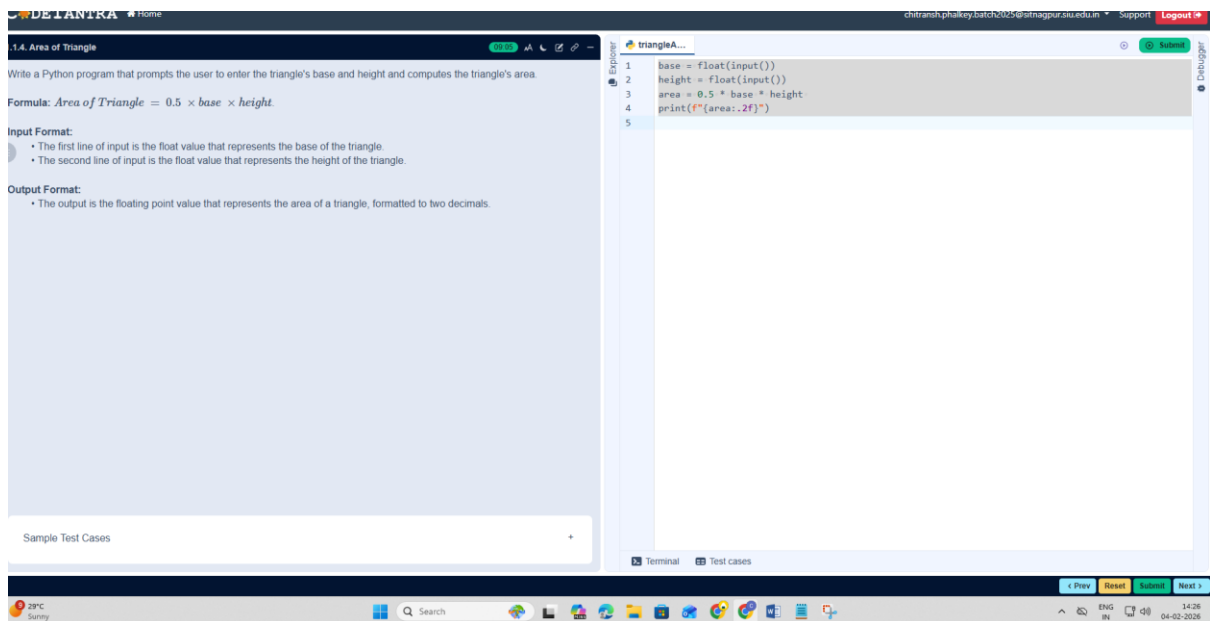 CODETANTRA Home
chitransh.phalkey.batch2025@sitnagpur.siu.edu.in Support Logout
.1.4. Area of Triangle
09:05 AA
Write a Python program that prompts the user to enter the triangle's base and height and computes the triangle's area.
Formula: Area of Triangle = 0.5 × base × height.
Input Format:
• The first line of input is the float value that represents the base of the triangle.
• The second line of input is the float value that represents the height of the triangle.
Output Format:
• The output is the floating point value that represents the area of a triangle, formatted to two decimals.
Sample Test Cases +
Explorer
triangleA...
Submit
Debugger
1 base = float(input())
2 height = float(input())
3 area = 0.5 * base * height
4 print(f"{area:.2f}")
5
Terminal Test cases
< Prev Reset Submit Next >
29°C
Sunny
Search
ENG
IN
14:26
04-02-2026